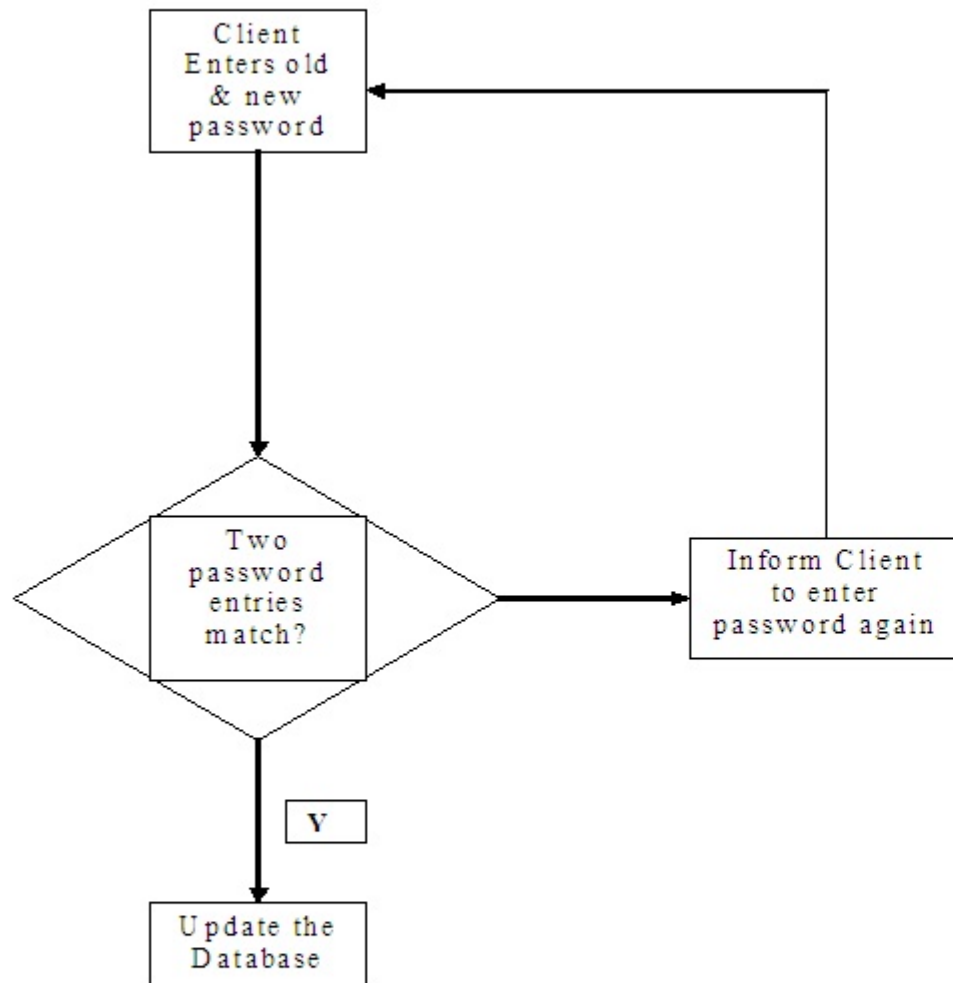 Client
Enters old
& new
password
Two
password
entries
match?
Inform Client
to enter
password again
Y
Update the
Database